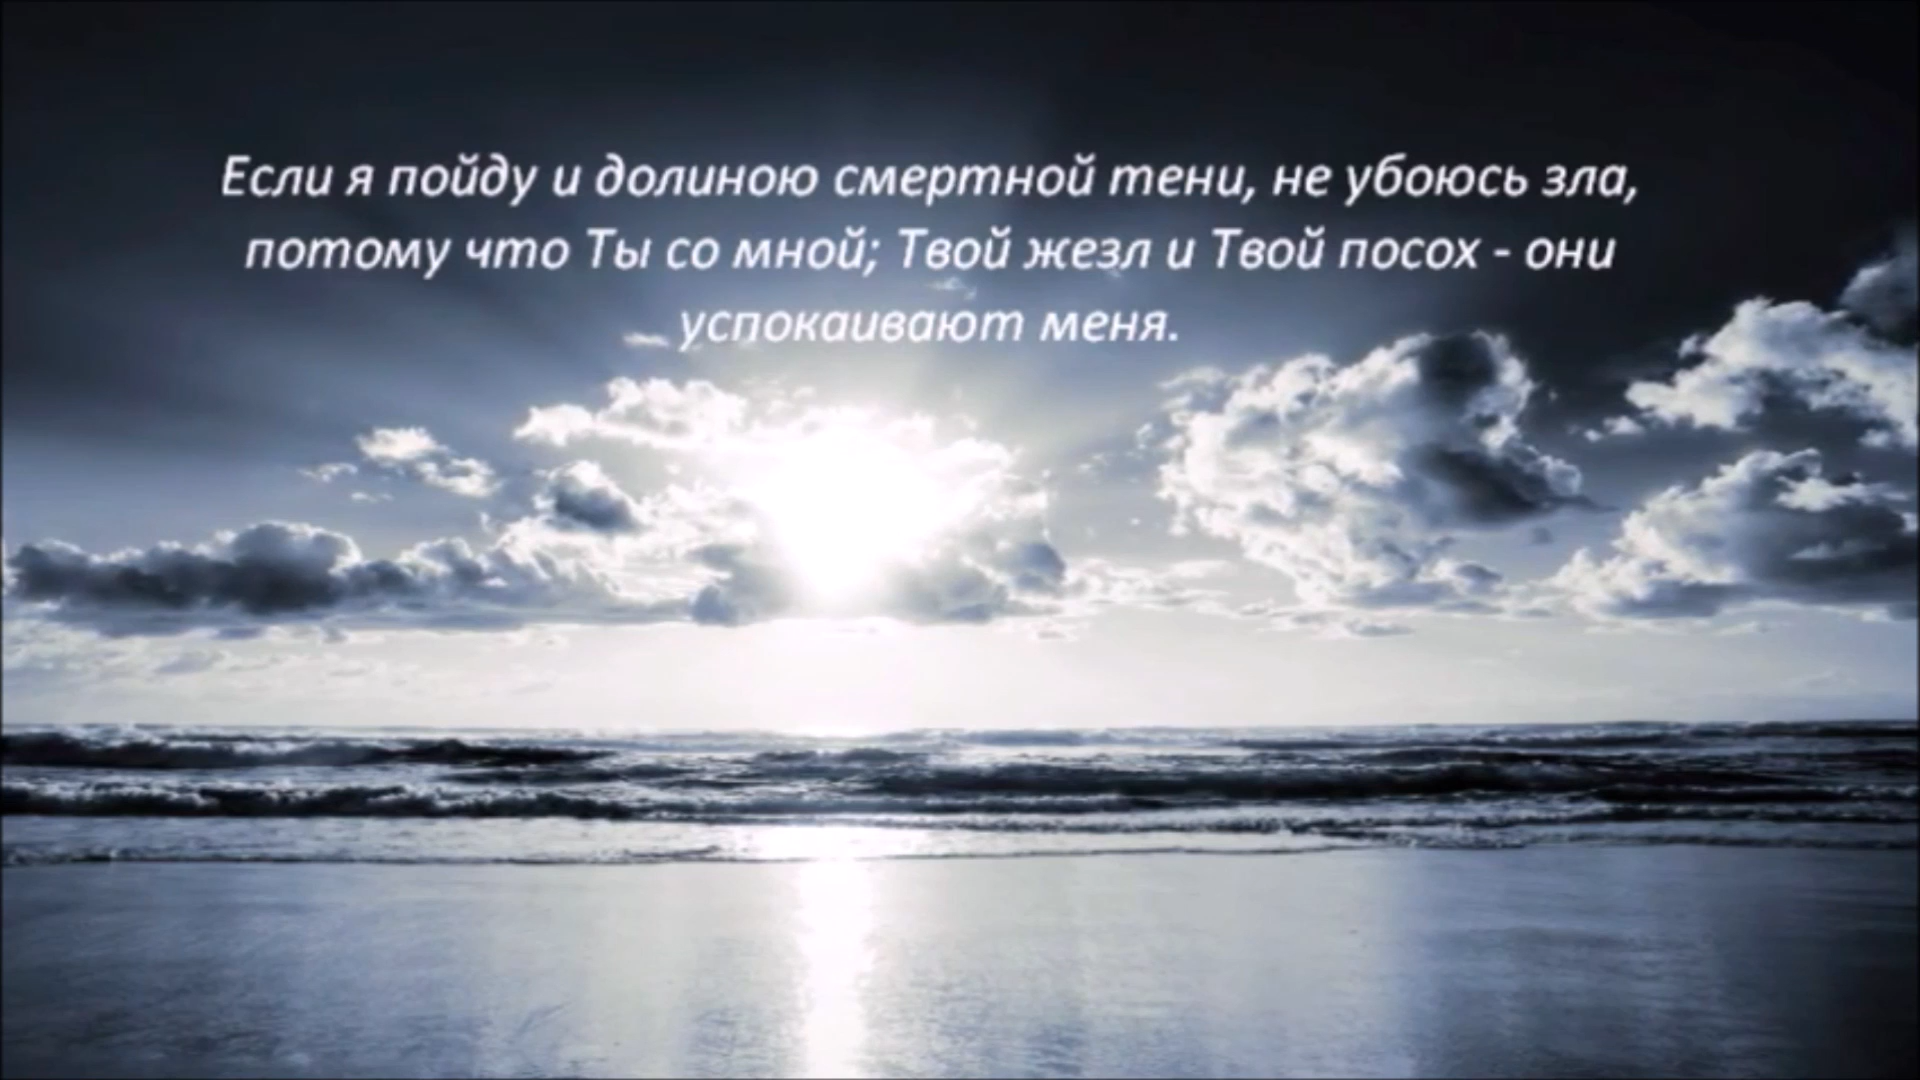 Если я пойду и долиною смертной тени, не убоюсь зла,
потому что Ты со мной; Твой жезл и Твой посох - они
успокаивают меня.